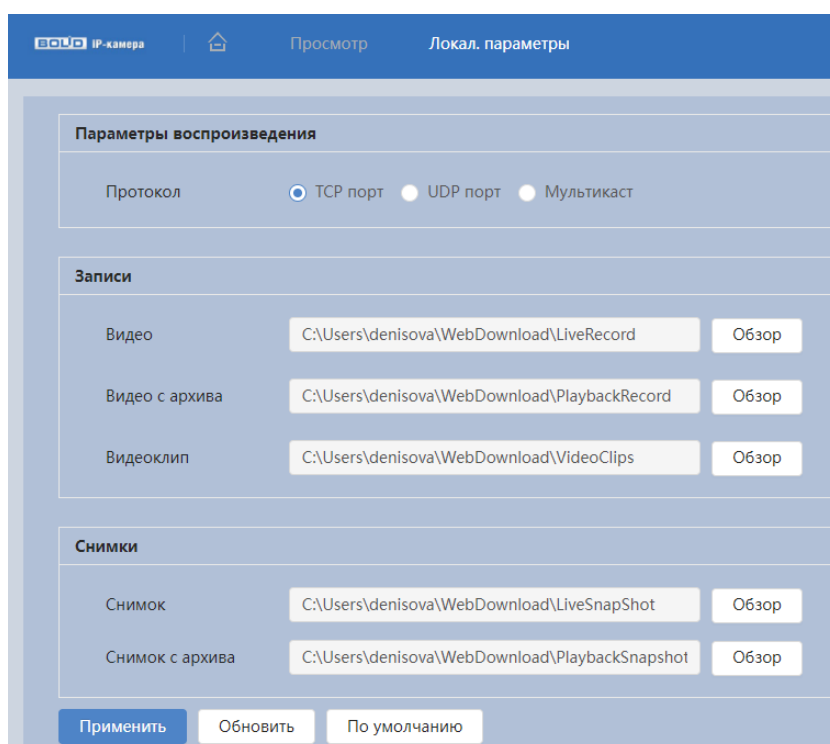 BOLID IP-камера Просмотр Локал. параметры
Параметры воспроизведения
Протокол TCP порт UDP порт Мультикаст
Записи
Видео C:\Users\denisova\WebDownload\LiveRecord Обзор
Видео с архива C:\Users\denisova\WebDownload\PlaybackRecord Обзор
Видеоклип C:\Users\denisova\WebDownload\VideoClips Обзор
Снимки
Снимок C:\Users\denisova\WebDownload\LiveSnapShot Обзор
Снимок с архива C:\Users\denisova\WebDownload\PlaybackSnapshot Обзор
Применить Обновить По умолчанию